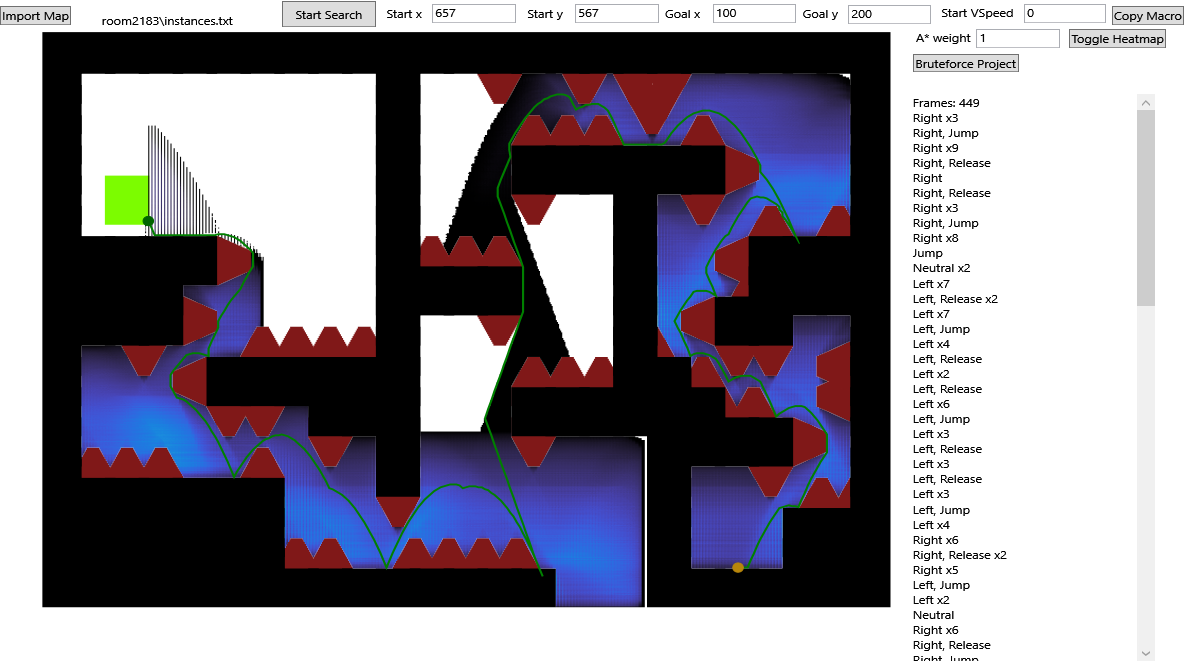 Import Map
room2183\instances.txt
Start Search
Start x 657
Start y 567
Goal x 100
Goal y 200
Start VSpeed 0
Copy Macro
A* weight 1
Toggle Heatmap
Bruteforce Project
Frames: 449
Right x3
Right, Jump
Right x9
Right, Release
Right
Right, Release
Right x3
Right, Jump
Right x8
Jump
Neutral x2
Left x7
Left, Release x2
Left x7
Left, Jump
Left x4
Left, Release
Left x2
Left, Release
Left x6
Left, Jump
Left x3
Left, Release
Left x3
Left, Release
Left x3
Left, Jump
Left x4
Right x6
Right, Release x2
Right x5
Left, Jump
Left x2
Neutral
Right x6
Right, Release
Right, Jump